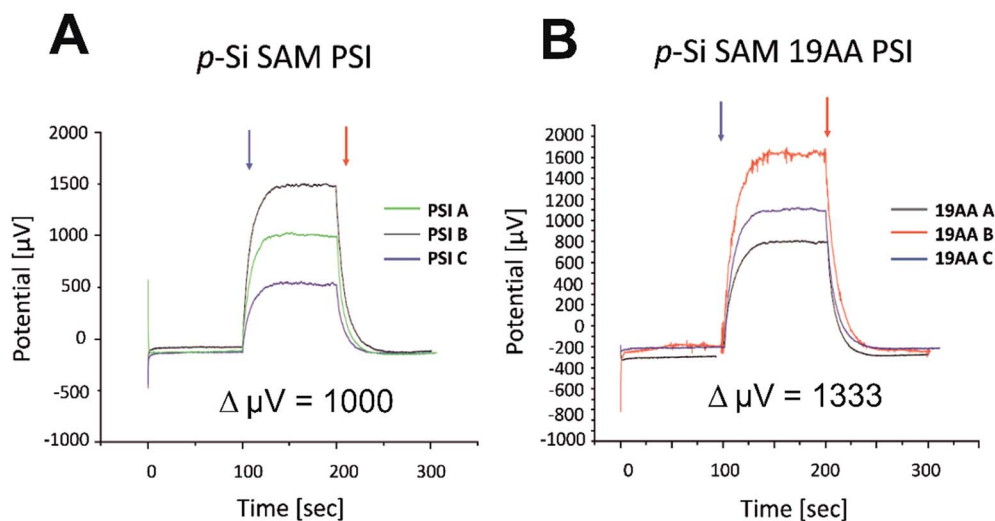 A
p-Si SAM PSI
2000
1500
1000
500
0
-500
-1000
Potential [µV]
PSI A
PSI B
PSI C
Δ µV = 1000
0 100 200 300
Time [sec]
B
p-Si SAM 19AA PSI
2000
1600
1400
1200
1000
800
600
400
200
0
-200
-400
-600
-800
-1000
Potential [µV]
19AA A
19AA B
19AA C
Δ µV = 1333
0 100 200 300
Time [sec]